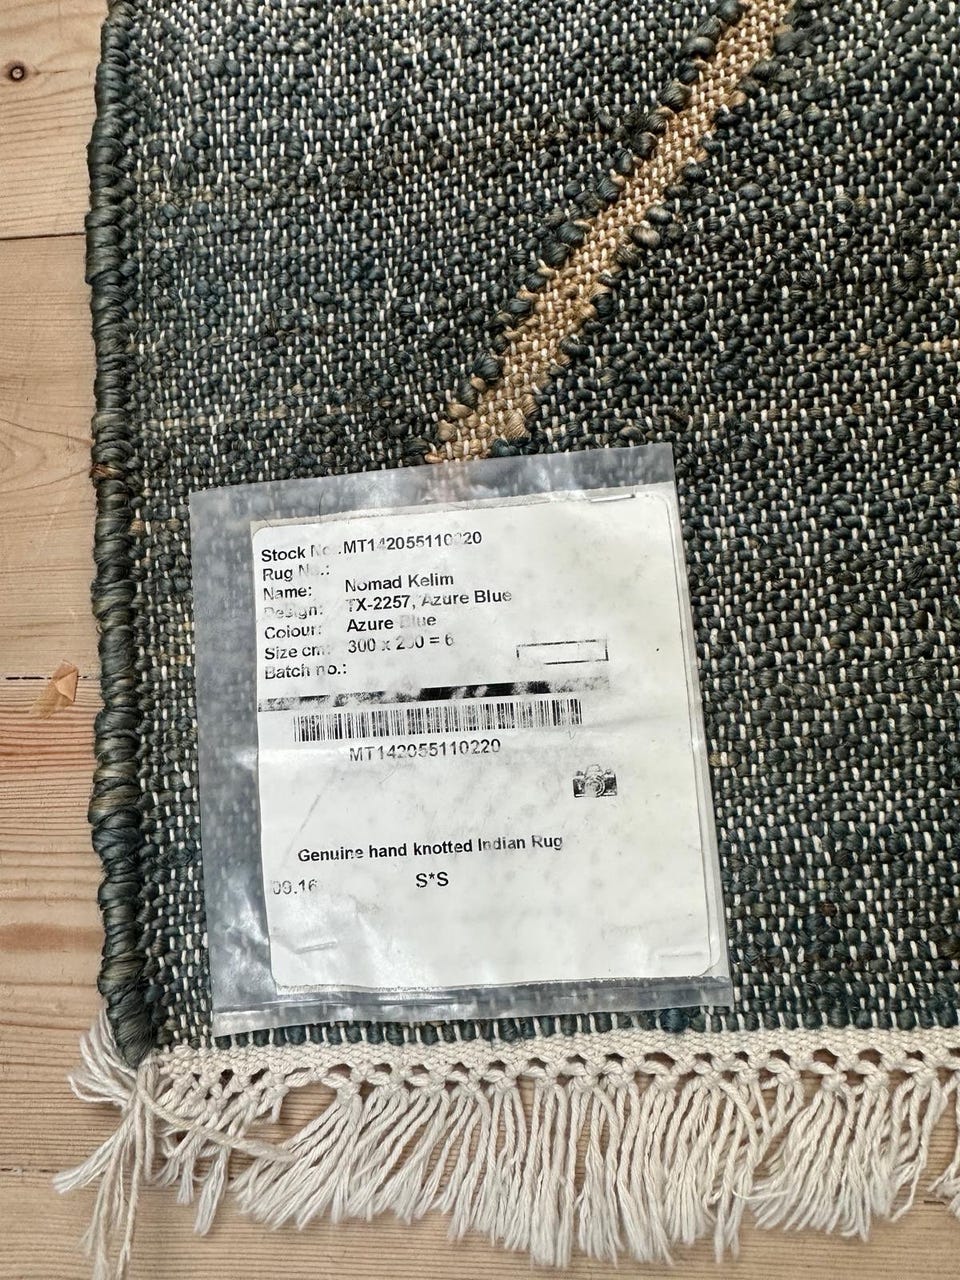 Stock No.: MT142055110220
Rug No.:
Name: Nomad Kelim
Design: TX-2257, Azure Blue
Colour: Azure Blue
Size cm: 300 x 200 = 6
Batch no.:
MT142055110220
Genuine hand knotted Indian Rug
09.16 S*S